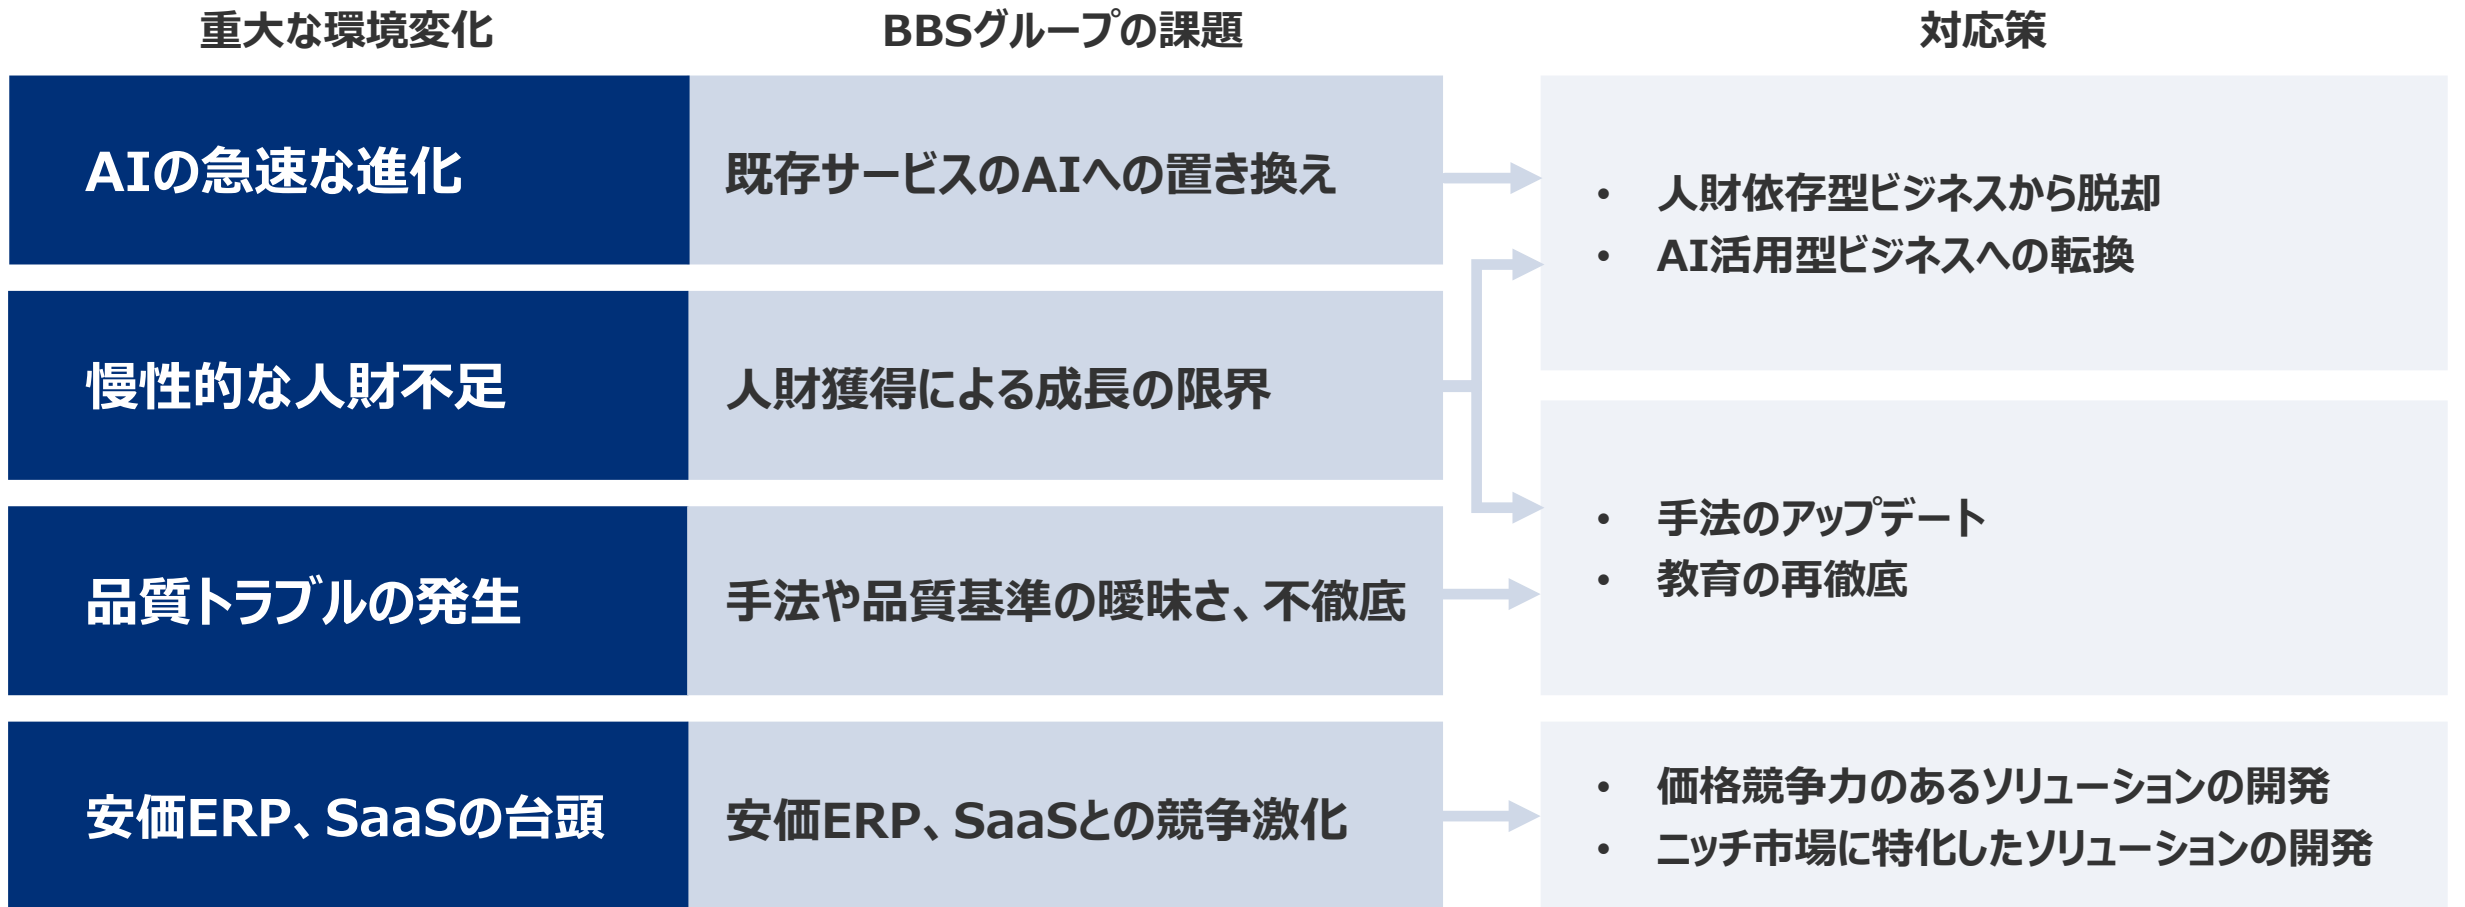 重大な環境変化
BBSグループの課題
対応策
AIの急速な進化
既存サービスのAIへの置き換え
• 人財依存型ビジネスから脱却
• AI活用型ビジネスへの転換
慢性的な人財不足
人財獲得による成長の限界
品質トラブルの発生
手法や品質基準の曖昧さ、不徹底
• 手法のアップデート
• 教育の再徹底
安価ERP、SaaSの台頭
安価ERP、SaaSとの競争激化
• 価格競争力のあるソリューションの開発
• ニッチ市場に特化したソリューションの開発